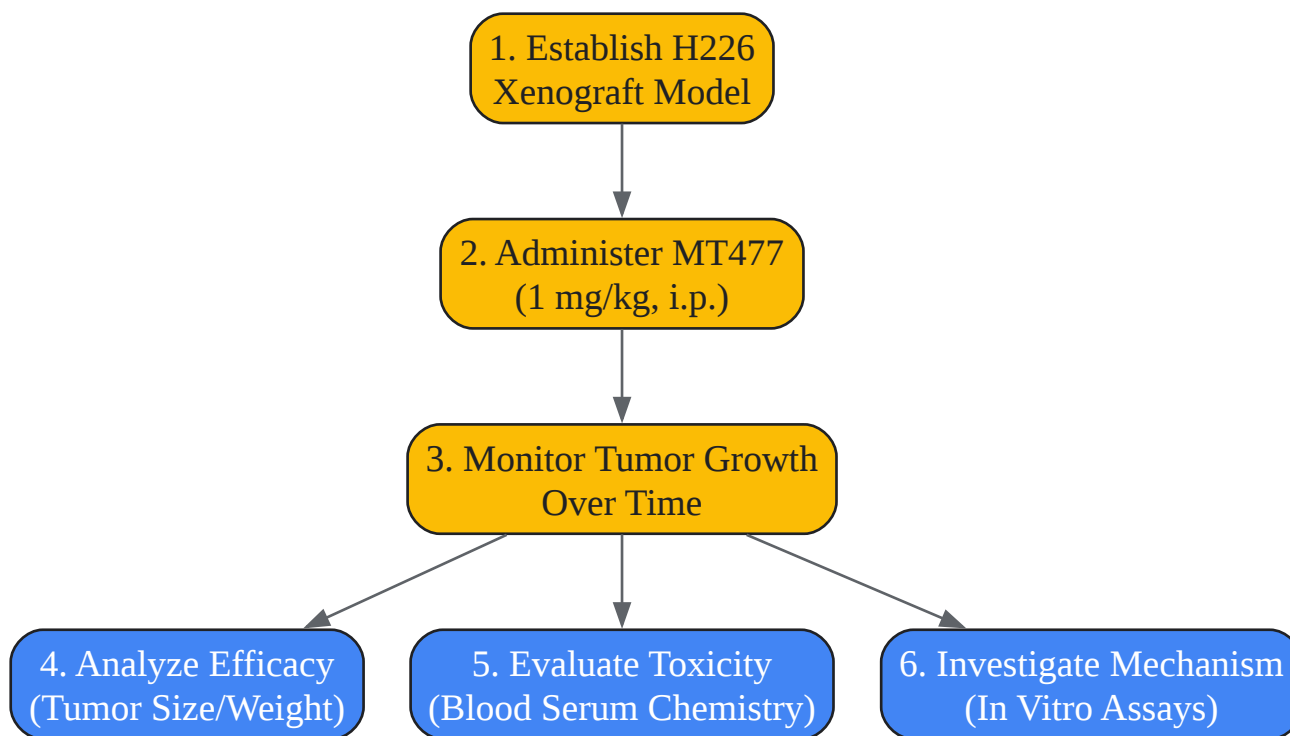 1. Establish H226
Xenograft Model
2. Administer MT477
(1 mg/kg, i.p.)
3. Monitor Tumor Growth
Over Time
4. Analyze Efficacy
(Tumor Size/Weight)
5. Evaluate Toxicity
(Blood Serum Chemistry)
6. Investigate Mechanism
(In Vitro Assays)